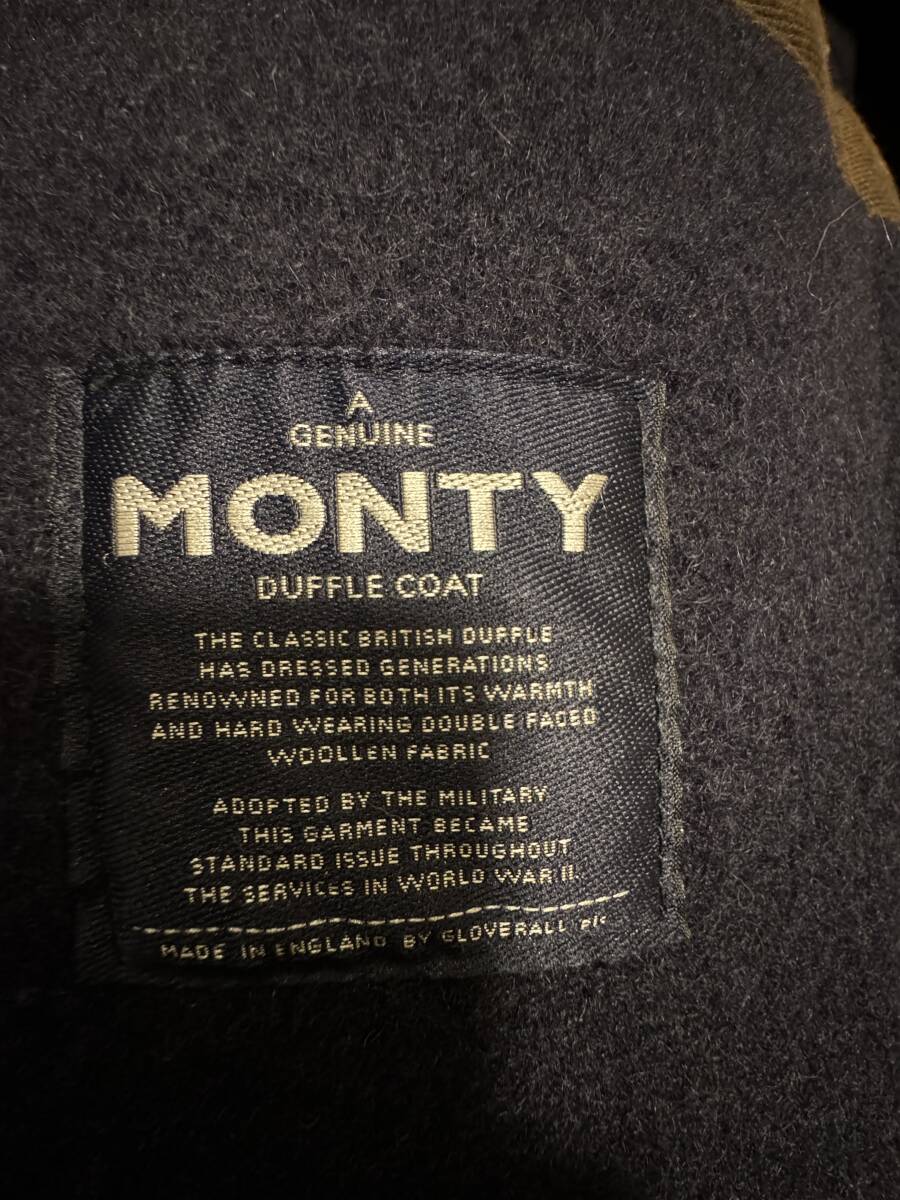 A
GENUINE
MONTY
DUFFLE COAT
THE CLASSIC BRITISH DUFFLE
HAS DRESSED GENERATIONS
RENOWNED FOR BOTH ITS WARMTH
AND HARD WEARING DOUBLE FACED
WOOLLEN FABRIC
ADOPTED BY THE MILITARY
THIS GARMENT BECAME
STANDARD ISSUE THROUGHOUT
THE SERVICES IN WORLD WAR II.
MADE IN ENGLAND BY GLOVERALL plc